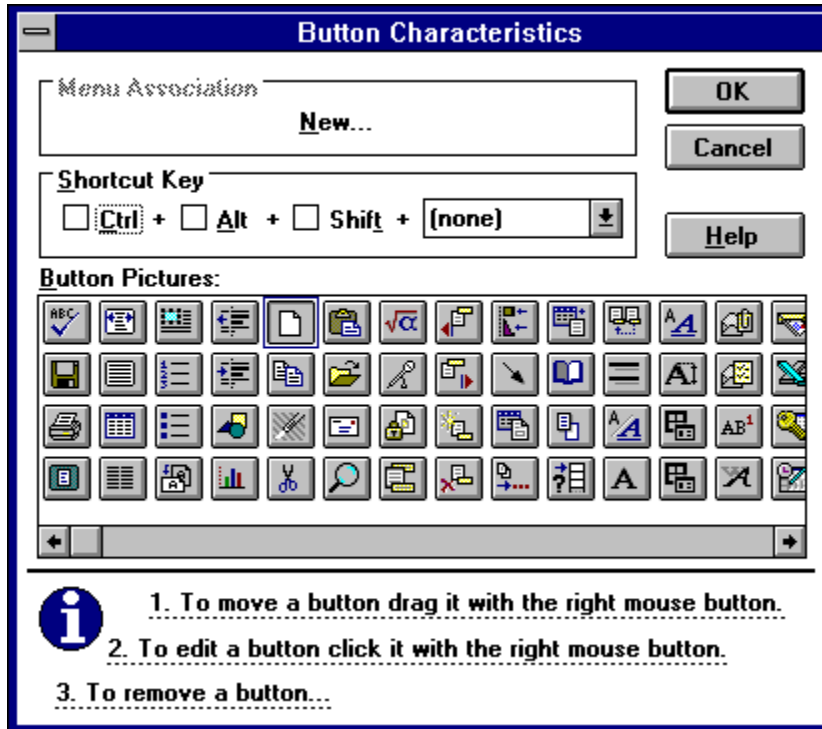 Button Characteristics
Menu Association
New...
OK
Cancel
Shortcut Key
Ctrl + Alt + Shift + (none)
Help
Button Pictures:
ABC
√α
A A
A
A A
AB¹
A
A
A
1. To move a button drag it with the right mouse button.
2. To edit a button click it with the right mouse button.
3. To remove a button...